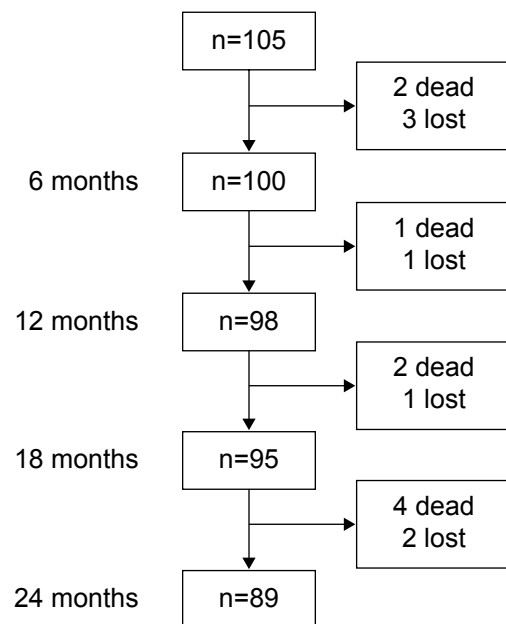 n=105
2 dead
3 lost
6 months
n=100
1 dead
1 lost
12 months
n=98
2 dead
1 lost
18 months
n=95
4 dead
2 lost
24 months
n=89